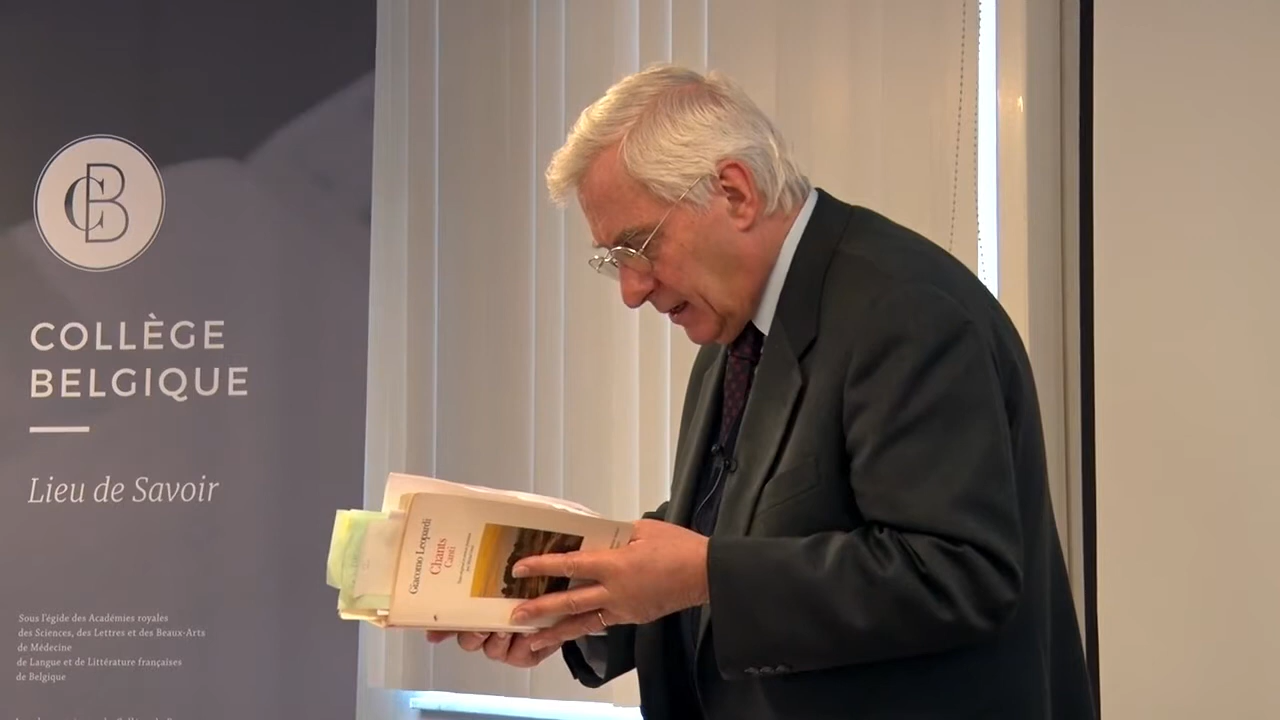 CB
COLLÈGE
BELGIQUE
Lieu de Savoir
Sous l'égide des Académies royales
des Sciences, des Lettres et des Beaux-Arts
de Médecine
de Langue et de Littérature françaises
de Belgique
Giacomo Leopardi
Chants
Canti